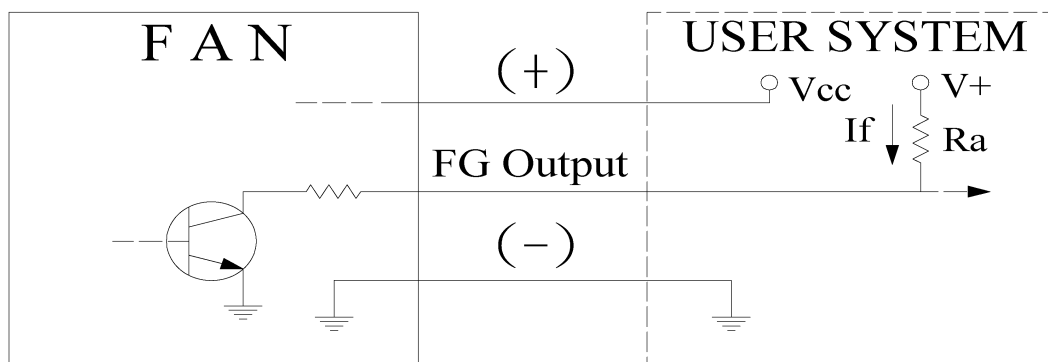 F A N
USER SYSTEM
(+)
Vcc
V+
If
Ra
FG Output
(-)